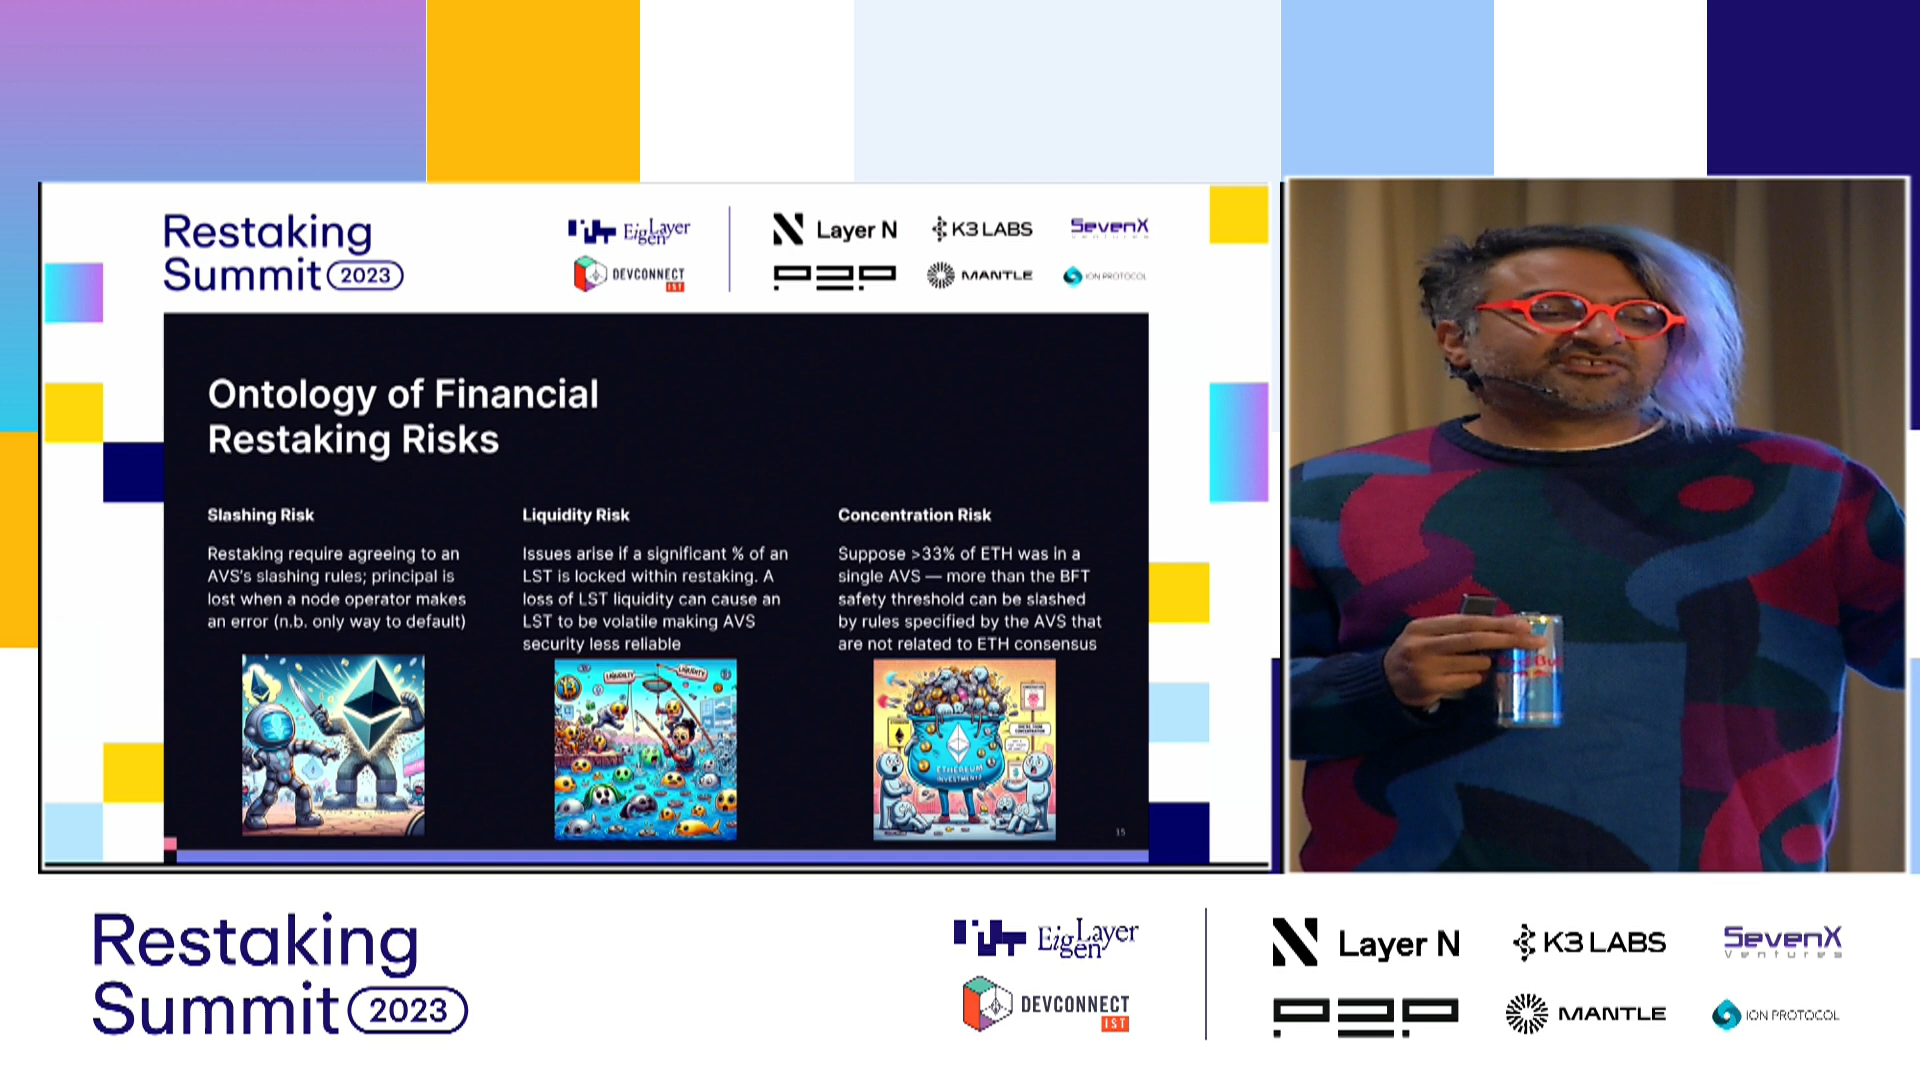 Restaking
Summit 2023
EigenLayer
DEVCONNECT
IST
Layer N
K3 LABS
SevenX
Ventures
P2P
MANTLE
ION PROTOCOL
Ontology of Financial
Restaking Risks
Slashing Risk
Restaking require agreeing to an
AVS's slashing rules; principal is
lost when a node operator makes
an error (n.b. only way to default)
Liquidity Risk
Issues arise if a significant % of an
LST is locked within restaking. A
loss of LST liquidity can cause an
LST to be volatile making AVS
security less reliable
Concentration Risk
Suppose >33% of ETH was in a
single AVS — more than the BFT
safety threshold can be slashed
by rules specified by the AVS that
are not related to ETH consensus
ETHEREUM
15
Red Bull
Restaking
Summit 2023
EigenLayer
DEVCONNECT
IST
Layer N
K3 LABS
SevenX
Ventures
P2P
MANTLE
ION PROTOCOL